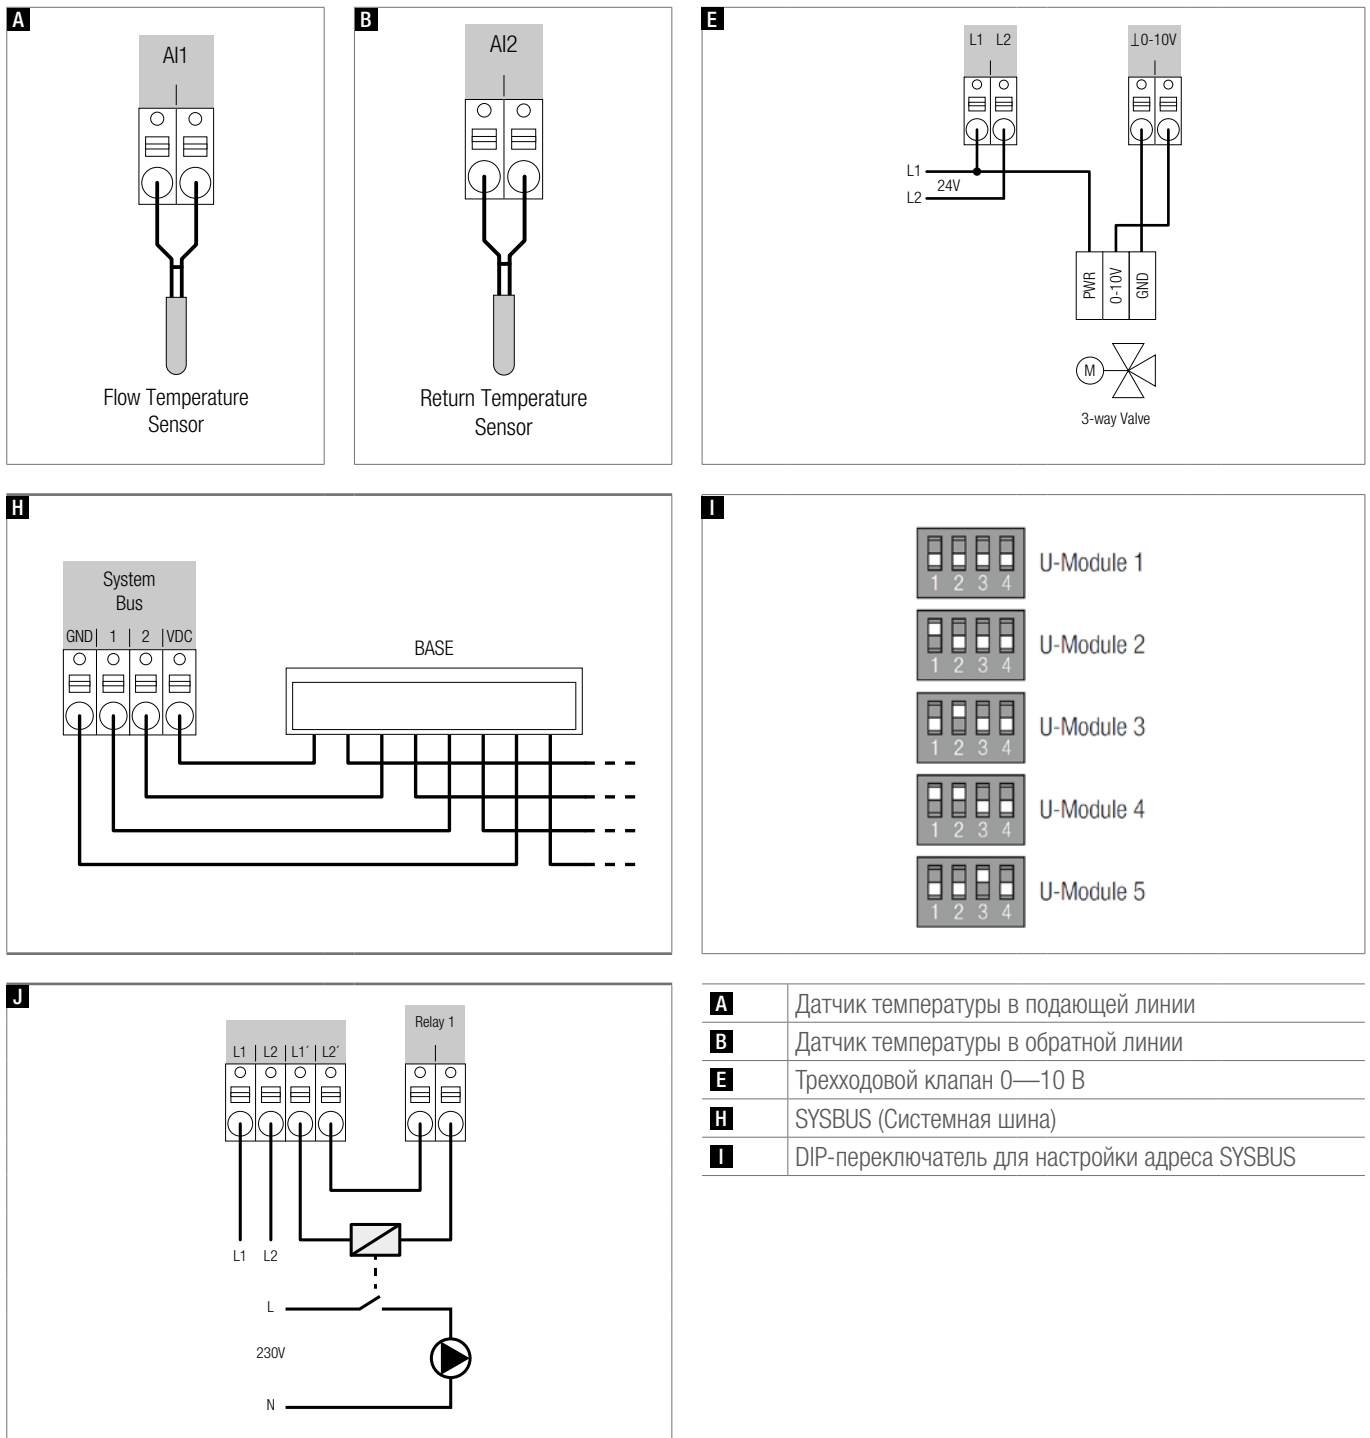 A
AI1
Flow Temperature
Sensor
B
AI2
Return Temperature
Sensor
E
L1 L2
⊥0-10V
L1
24V
L2
PWR
0-10V
GND
M
3-way Valve
H
System
Bus
GND | 1 | 2 | VDC
BASE
I
1 2 3 4
U-Module 1
1 2 3 4
U-Module 2
1 2 3 4
U-Module 3
1 2 3 4
U-Module 4
1 2 3 4
U-Module 5
J
L1 | L2 | L1´ | L2´
Relay 1
L1 L2
L
230V
N
A Датчик температуры в подающей линии
B Датчик температуры в обратной линии
E Трехходовой клапан 0—10 В
H SYSBUS (Системная шина)
I DIP-переключатель для настройки адреса SYSBUS